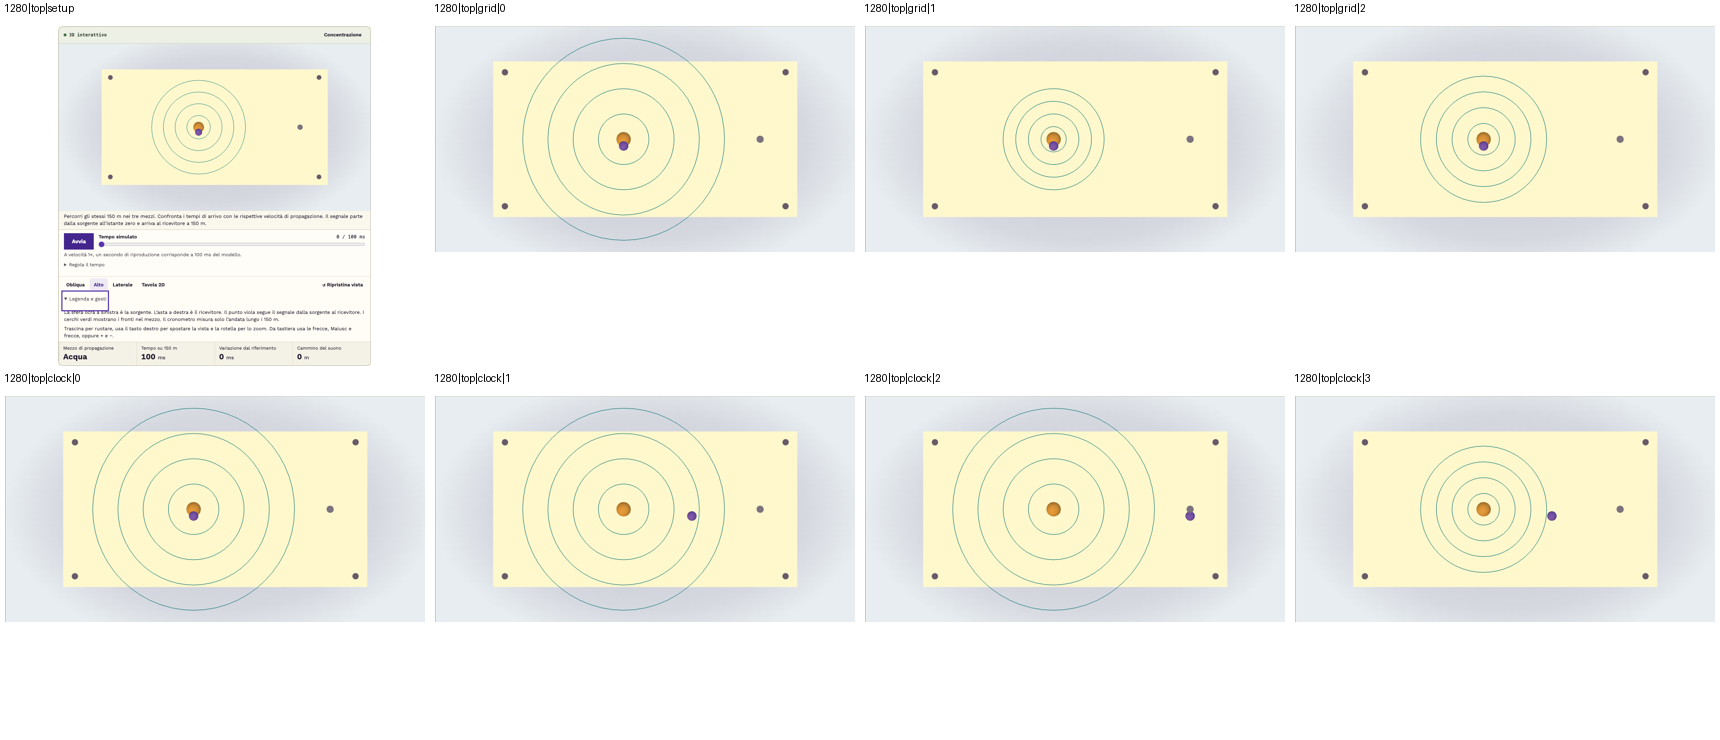 1280|top|setup
1280|top|grid|0
1280|top|grid|1
1280|top|grid|2
3D interattivo
Concentrazione
Percorri gli stessi 150 m nei tre mezzi. Confronta i tempi di arrivo con le rispettive velocità di propagazione. Il segnale parte
dalla sorgente all'istante zero e arriva al ricevitore a 150 m.
Avvia
Tempo simulato
0 / 100 ms
A velocità 1×, un secondo di riproduzione corrisponde a 100 ms del modello.
▸ Regola il tempo
Obliqua
Alto
Laterale
Tavola 2D
↺ Ripristina vista
▾ Legenda e gesti
La sfera ocra a sinistra è la sorgente. L'asta a destra è il ricevitore. Il punto viola segue il segnale dalla sorgente al ricevitore. I
cerchi verdi mostrano i fronti nel mezzo. Il cronometro misura solo l'andata lungo i 150 m.
Trascina per ruotare, usa il tasto destro per spostare la vista e la rotella per lo zoom. Da tastiera usa le frecce, Maiusc e
frecce, oppure + e −.
Mezzo di propagazione
Tempo su 150 m
Variazione dal riferimento
Cammino del suono
Acqua
100 ms
0 ms
0 m
1280|top|clock|0
1280|top|clock|1
1280|top|clock|2
1280|top|clock|3